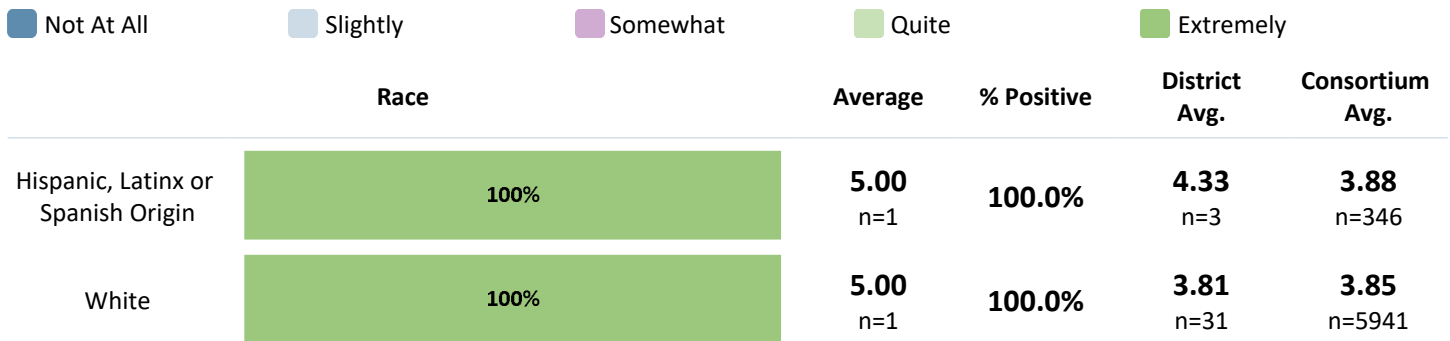 Not At All Slightly Somewhat Quite Extremely
Race Average % Positive District Avg. Consortium Avg.
Hispanic, Latinx or Spanish Origin 100% 5.00 n=1 100.0% 4.33 n=3 3.88 n=346
White 100% 5.00 n=1 100.0% 3.81 n=31 3.85 n=5941